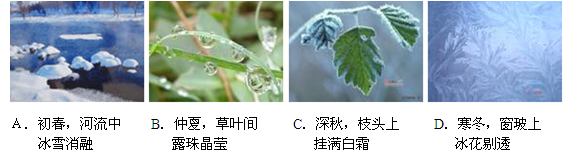 A．初春，河流中
冰雪消融
B．仲夏，草叶间
露珠晶莹
C．深秋，枝头上
挂满白霜
D．寒冬，窗玻上
冰花剔透